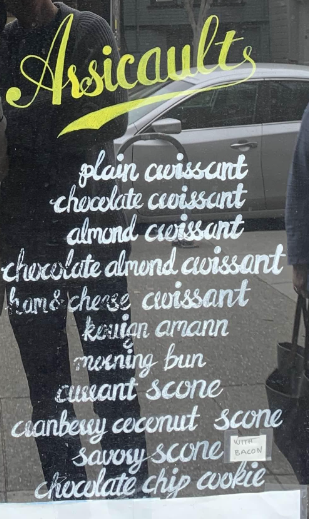 Arsicaults
plain croissant
chocolate croissant
almond croissant
chocolate almond croissant
ham & cheese croissant
kouign amann
morning bun
currant scone
cranberry coconut scone
savory scone WITH BACON
chocolate chip cookie